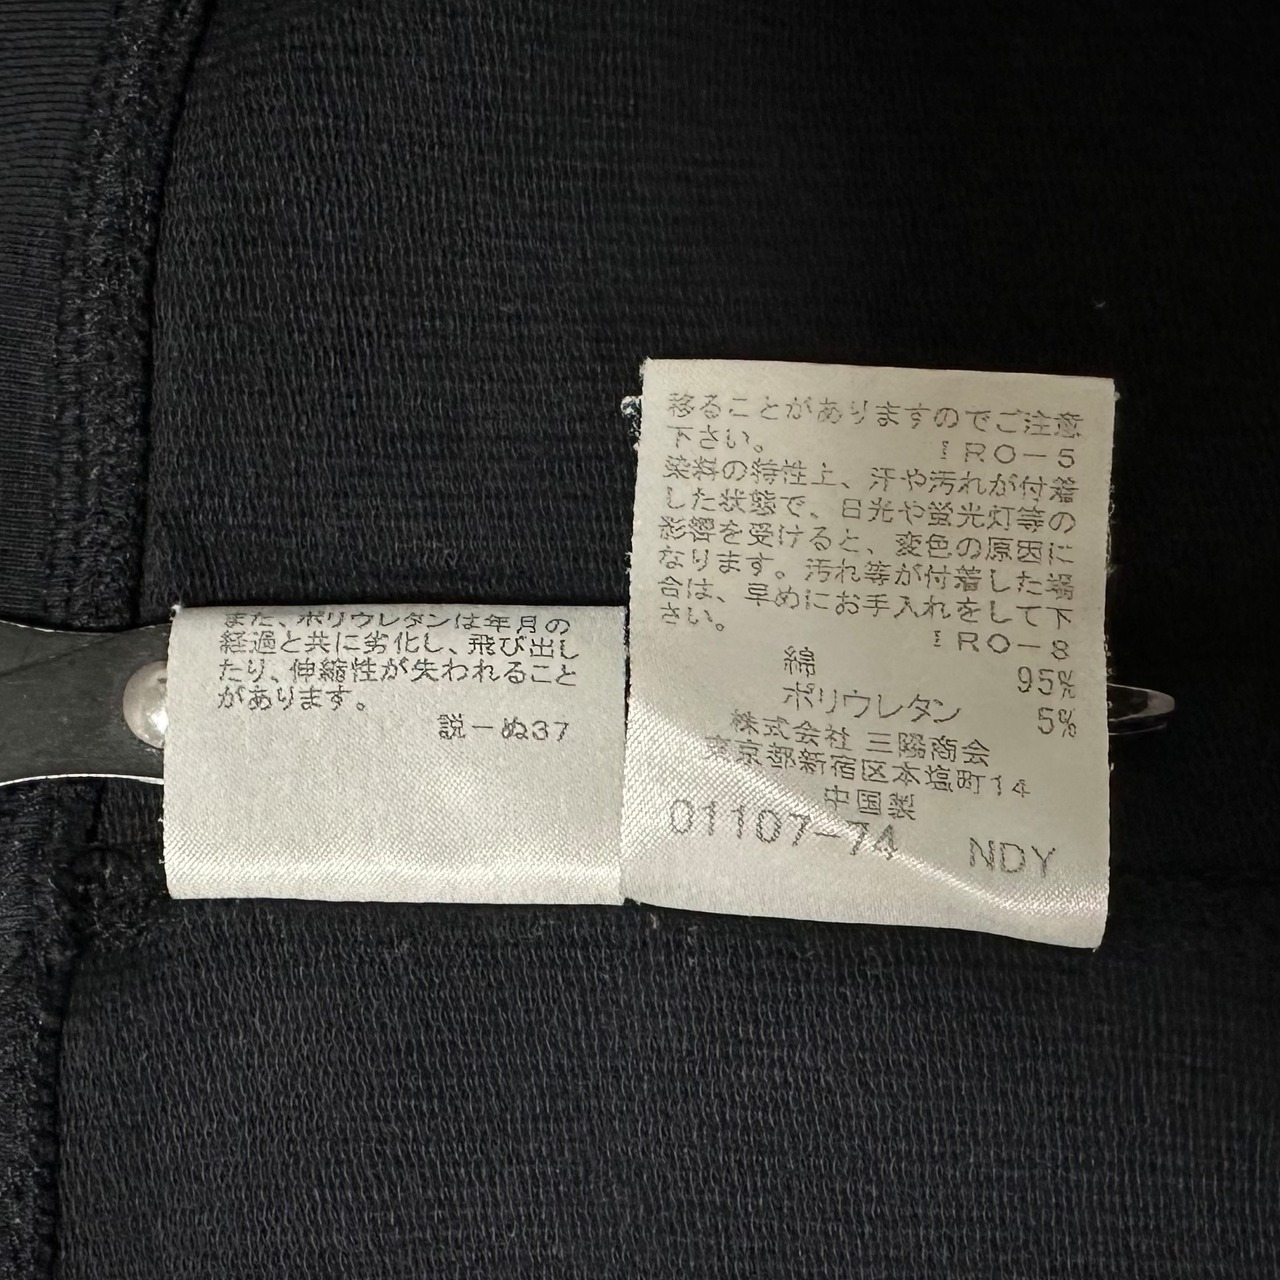 また、ポリウレタンは年月の
経過と共に劣化し、飛び出し
たり、伸縮性が失われること
があります。
説－ぬ37
移ることがありますのでご注意
下さい。
IRO－5
染料の特性上、汗や汚れが付着
した状態で、日光や蛍光灯等の
影響を受けると、変色の原因に
なります。汚れ等が付着した場
合は、早めにお手入れをして下
さい。
IRO－8
綿 95%
ポリウレタン 5%
株式会社 三陽商会
東京都新宿区本塩町14
中国製
01107-74 NDY